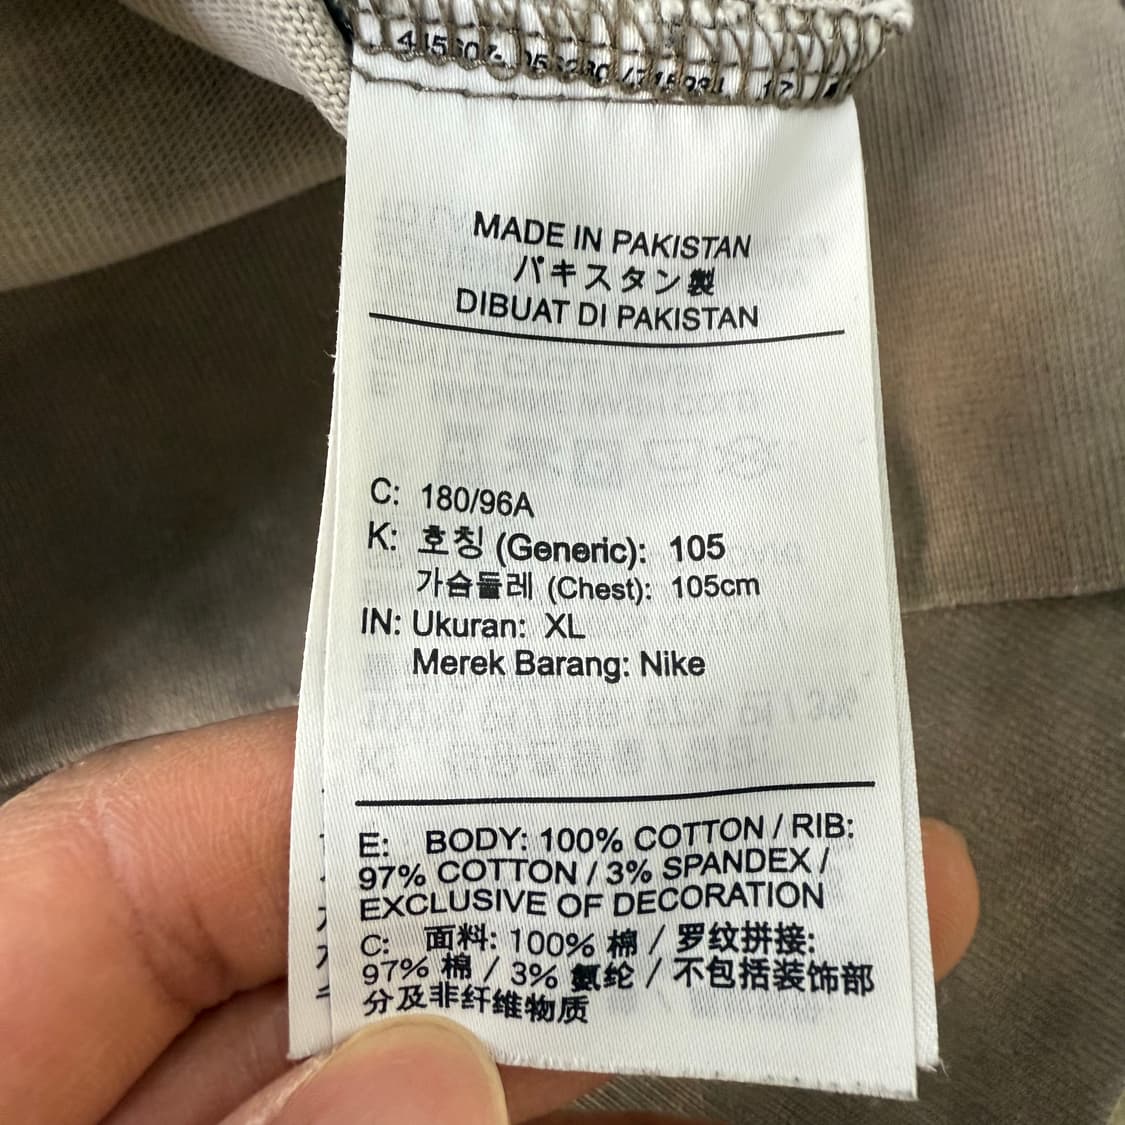 MADE IN PAKISTAN
パキスタン製
DIBUAT DI PAKISTAN
C: 180/96A
K: 호칭 (Generic): 105
가슴둘레 (Chest): 105cm
IN: Ukuran: XL
Merek Barang: Nike
E: BODY: 100% COTTON / RIB:
97% COTTON / 3% SPANDEX /
EXCLUSIVE OF DECORATION
C: 面料: 100% 棉 / 罗纹拼接:
97% 棉 / 3% 氨纶 / 不包括装饰部
分及非纤维物质